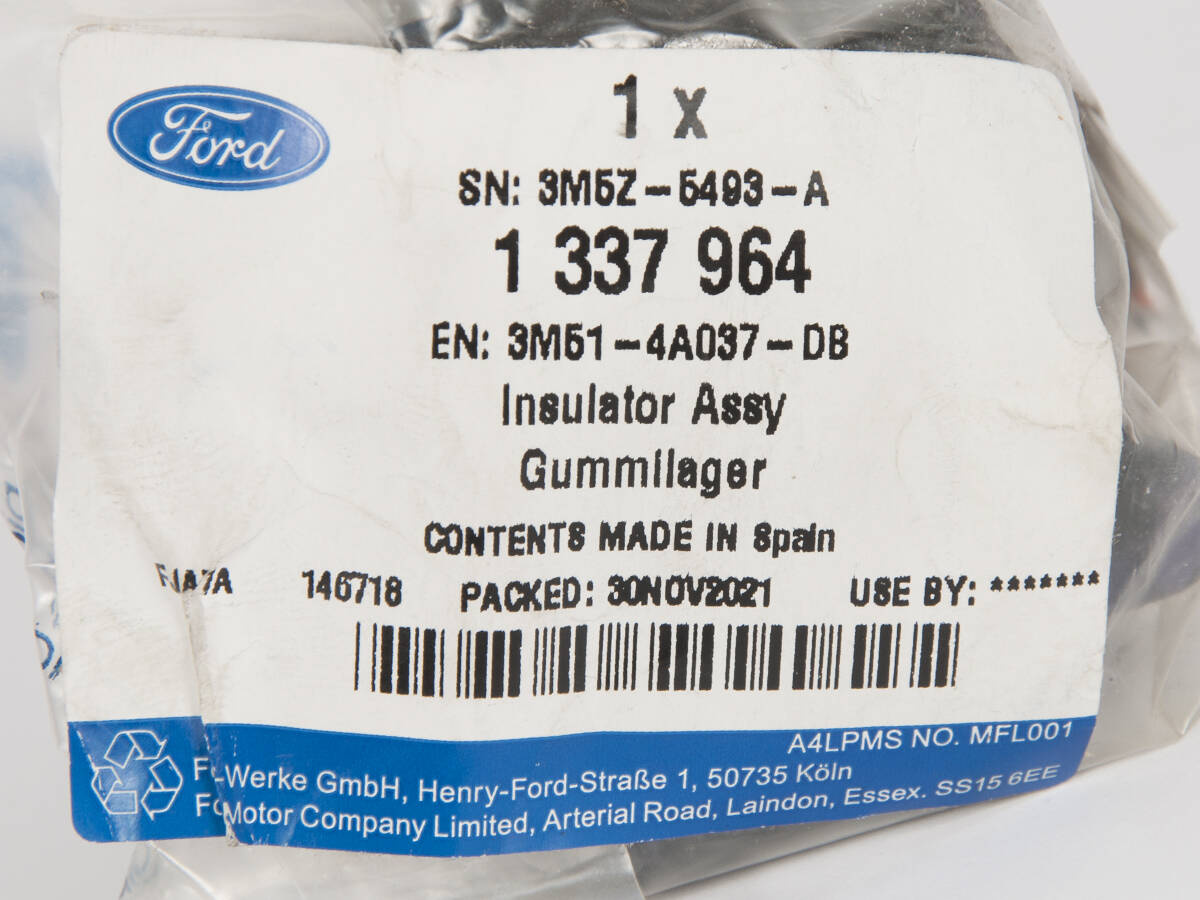 Ford
1 x
SN: 3M5Z-5493-A
1 337 964
EN: 3M51-4A037-DB
Insulator Assy
Gummilager
CONTENTS MADE IN Spain
146718 PACKED: 30NOV2021 USE BY: *******
A4LPMS NO. MFL001
-Werke GmbH, Henry-Ford-Straße 1, 50735 Köln
Motor Company Limited, Arterial Road, Laindon, Essex. SS15 6EE